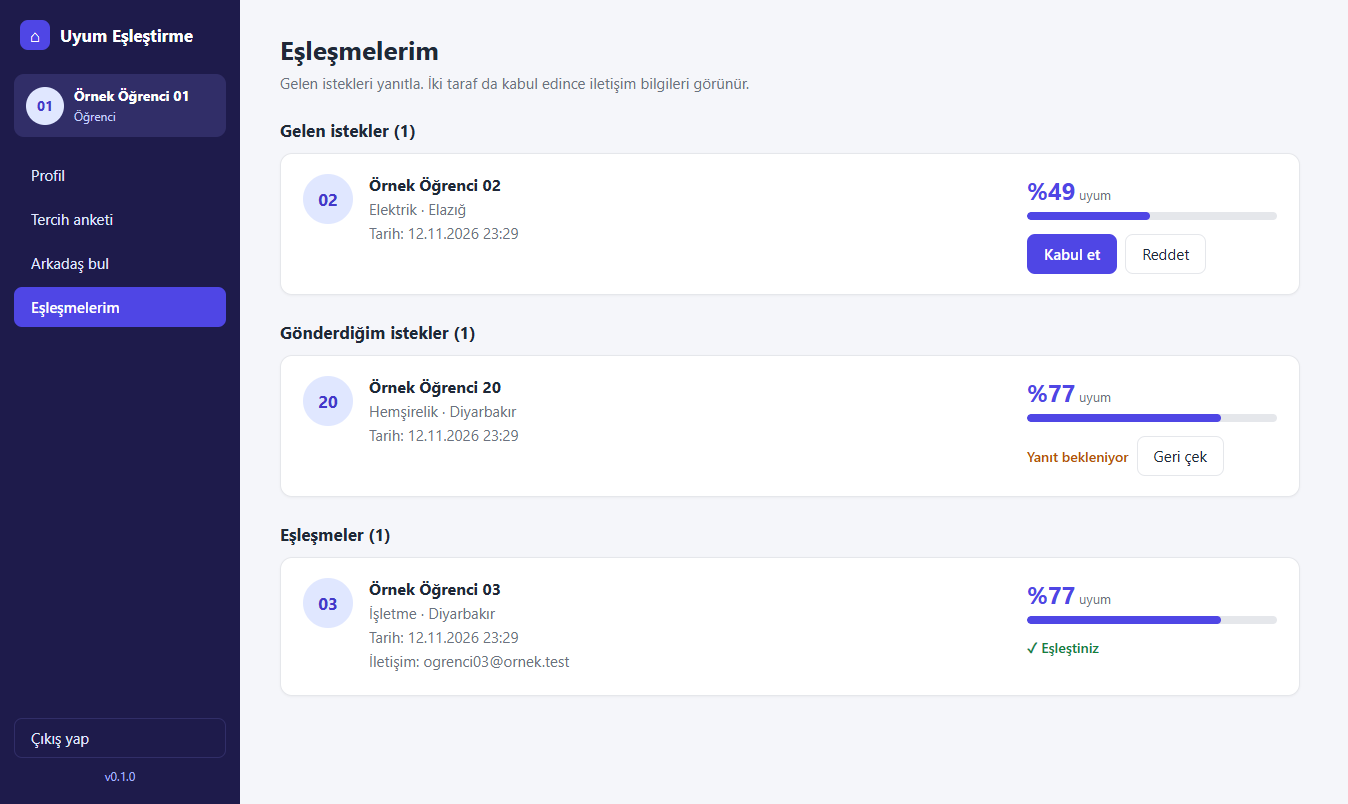 Uyum Eşleştirme
01
Örnek Öğrenci 01
Öğrenci
Profil
Tercih anketi
Arkadaş bul
Eşleşmelerim
Çıkış yap
v0.1.0
Eşleşmelerim
Gelen istekleri yanıtla. İki taraf da kabul edince iletişim bilgileri görünür.
Gelen istekler (1)
02
Örnek Öğrenci 02
Elektrik · Elazığ
Tarih: 12.11.2026 23:29
%49 uyum
Kabul et
Reddet
Gönderdiğim istekler (1)
20
Örnek Öğrenci 20
Hemşirelik · Diyarbakır
Tarih: 12.11.2026 23:29
%77 uyum
Yanıt bekleniyor
Geri çek
Eşleşmeler (1)
03
Örnek Öğrenci 03
İşletme · Diyarbakır
Tarih: 12.11.2026 23:29
İletişim: ogrenci03@ornek.test
%77 uyum
✓ Eşleştiniz